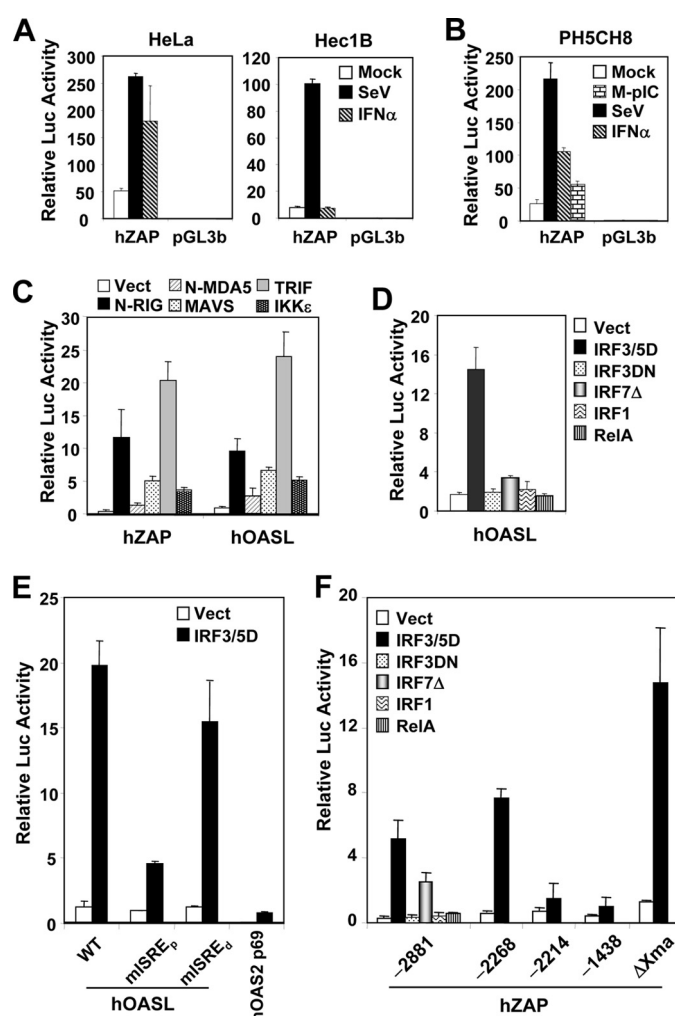 A
HeLa
Relative Luc Activity
300
250
200
150
100
50
0
hZAP pGL3b
Hec1B
120
100
80
60
40
20
0
Mock
SeV
IFNα
hZAP pGL3b
B
PH5CH8
Relative Luc Activity
250
200
150
100
50
0
Mock
M-pIC
SeV
IFNα
hZAP pGL3b
C
Vect N-MDA5 TRIF
N-RIG MAVS IKKε
Relative Luc Activity
30
25
20
15
10
5
0
hZAP hOASL
D
Relative Luc Activity
20
16
12
8
4
0
Vect
IRF3/5D
IRF3DN
IRF7Δ
IRF1
RelA
hOASL
E
Relative Luc Activity
25
20
15
10
5
0
Vect
IRF3/5D
WT
mISREp
mISREd
hOAS2 p69
hOASL
F
Relative Luc Activity
20
16
12
8
4
0
Vect
IRF3/5D
IRF3DN
IRF7Δ
IRF1
RelA
–2881
–2268
–2214
–1438
ΔXma
hZAP